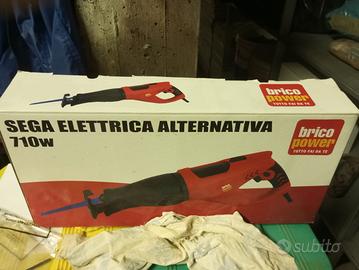 brico
power
TUTTO FAI DA TE
SEGA ELETTRICA ALTERNATIVA
710w
brico
power
TUTTO FAI DA TE
subito